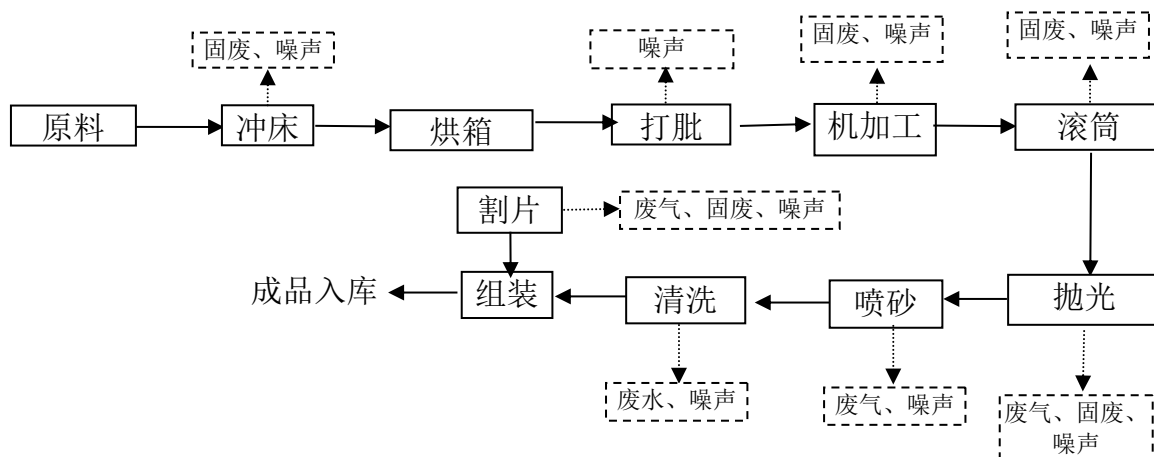 固废、噪声
噪声
固废、噪声
固废、噪声
原料
冲床
烘箱
打肶
机加工
滚筒
割片
废气、固废、噪声
成品入库
组装
清洗
喷砂
抛光
废水、噪声
废气、噪声
废气、固废、
噪声